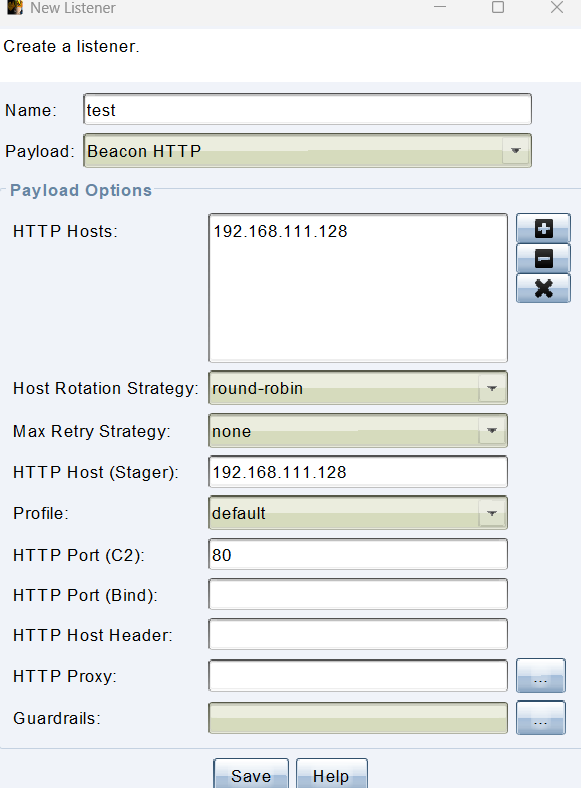 New Listener
Create a listener.
Name: test
Payload: Beacon HTTP
Payload Options
HTTP Hosts: 192.168.111.128
Host Rotation Strategy: round-robin
Max Retry Strategy: none
HTTP Host (Stager): 192.168.111.128
Profile: default
HTTP Port (C2): 80
HTTP Port (Bind):
HTTP Host Header:
HTTP Proxy: ...
Guardrails: ...
Save Help